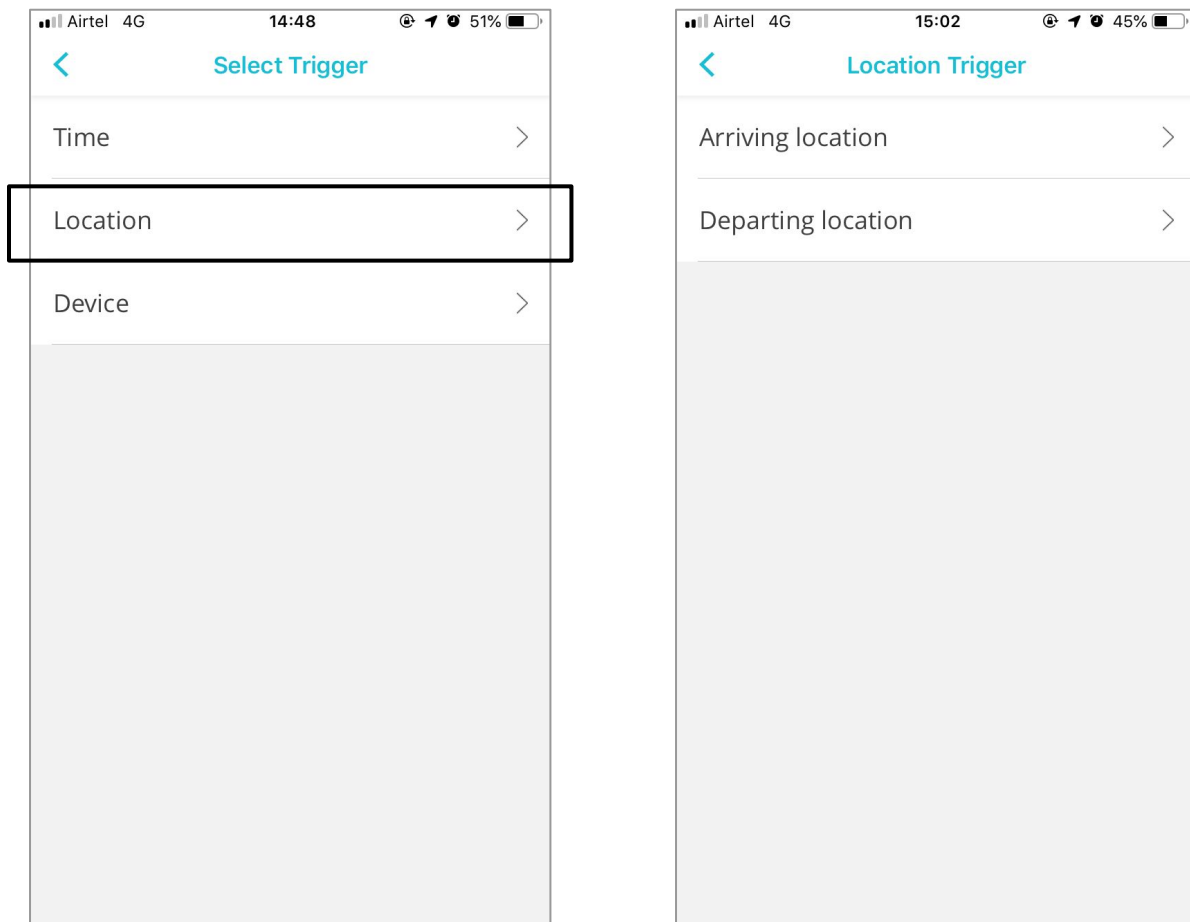 Airtel 4G 14:48 51%
Select Trigger
Time
Location
Device
Airtel 4G 15:02 45%
Location Trigger
Arriving location
Departing location